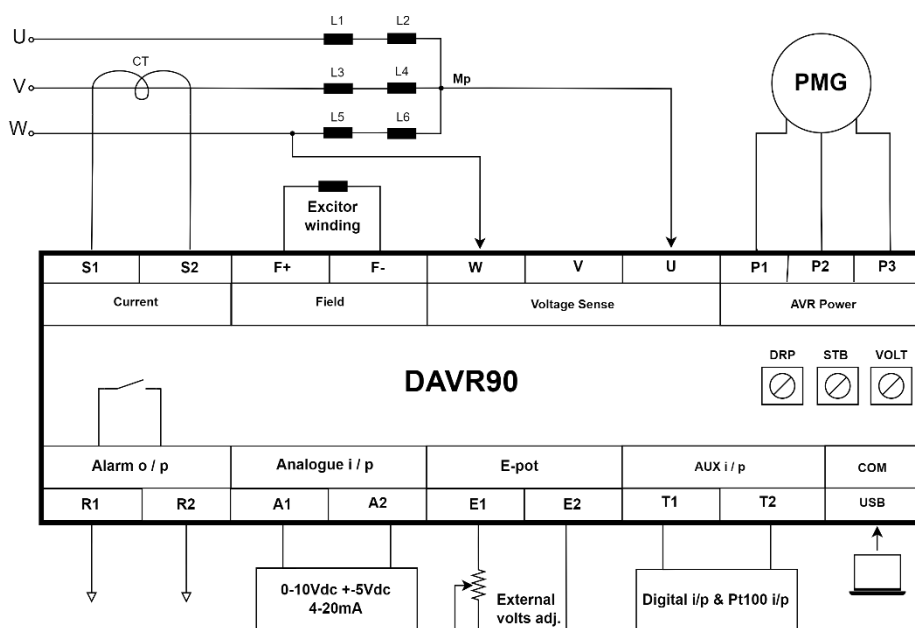 L1 L2
U
CT
L3 L4
V
Mp
L5 L6
W
PMG
Excitor
winding
S1 S2 F+ F- W V U P1 P2 P3
Current Field Voltage Sense AVR Power
DRP STB VOLT
DAVR90
Alarm o / p Analogue i / p E-pot AUX i / p COM
R1 R2 A1 A2 E1 E2 T1 T2 USB
0-10Vdc +-5Vdc
4-20mA
External
volts adj.
Digital i/p & Pt100 i/p